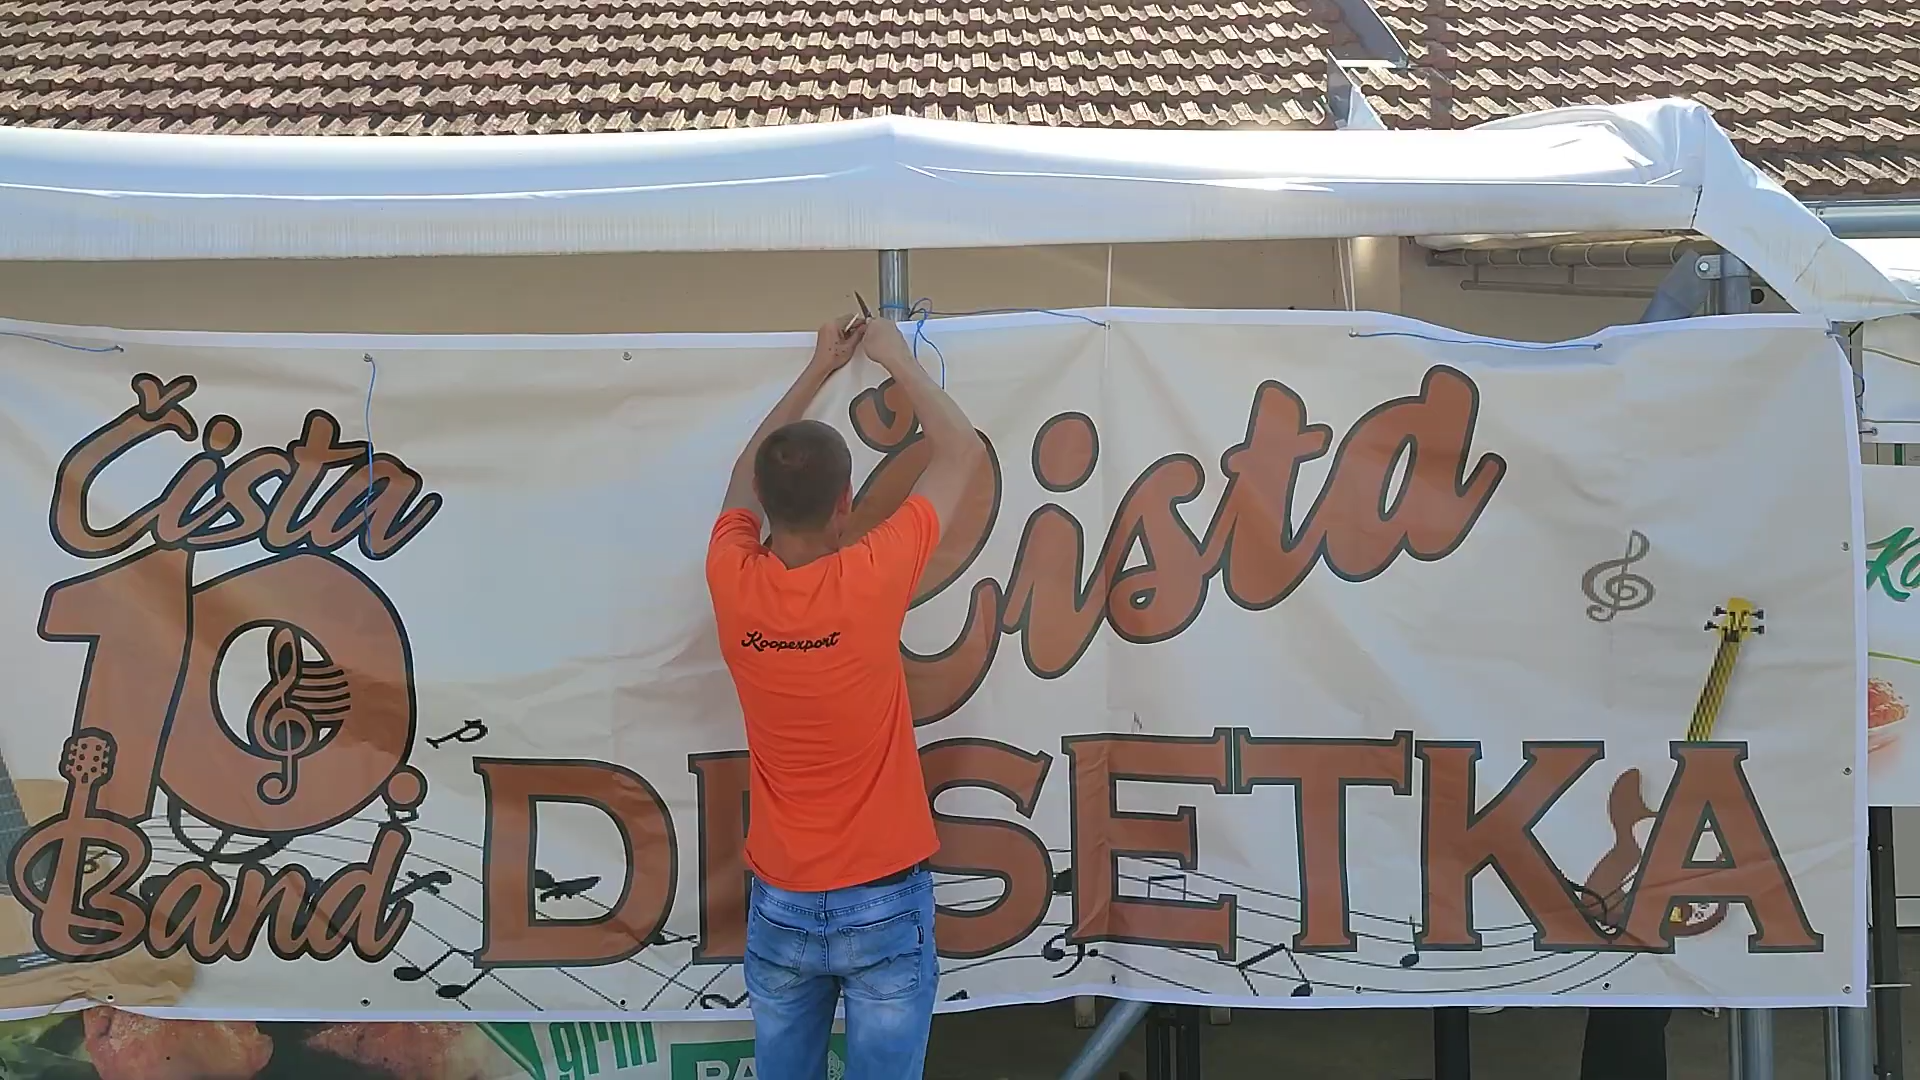 Čista
10.
Band
Čista
DESETKA
Koopexport
grill